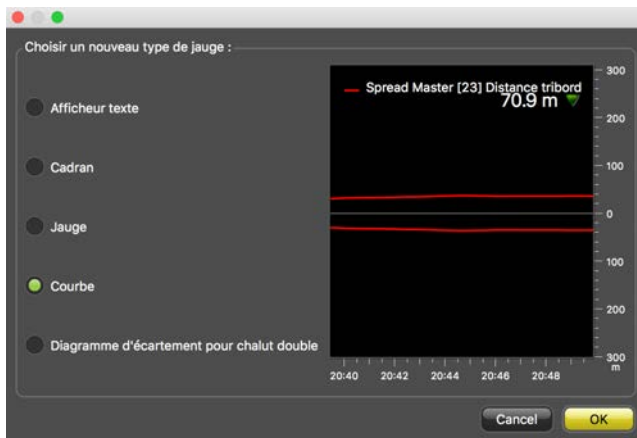 Choisir un nouveau type de jauge :
Afficheur texte
Cadran
Jauge
Courbe
Diagramme d'écartement pour chalut double
Spread Master [23] Distance tribord
70.9 m
300
200
100
0
100
200
300
m
20:40 20:42 20:44 20:46 20:48
Cancel OK